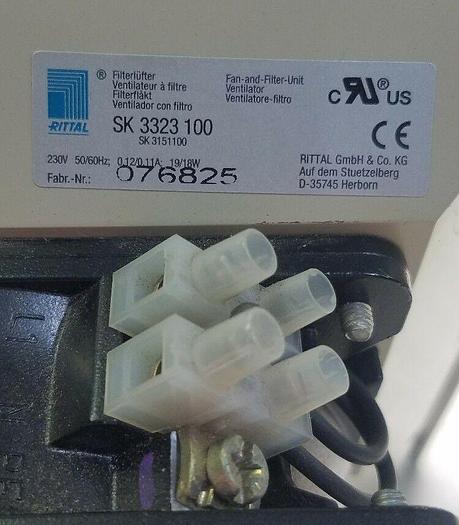 RITTAL
®
Filterlüfter
Ventilateur à filtre
Filterfläkt
Ventilador con filtro
Fan-and-Filter-Unit
Ventilator
Ventilatore-filtro
SK 3323 100
SK 3151100
230V 50/60Hz; 0,12/0,11A; 19/18W
Fabr.-Nr.: 076825
c RU® US
CE
RITTAL GmbH & Co. KG
Auf dem Stuetzelberg
D-35745 Herborn
L1
N